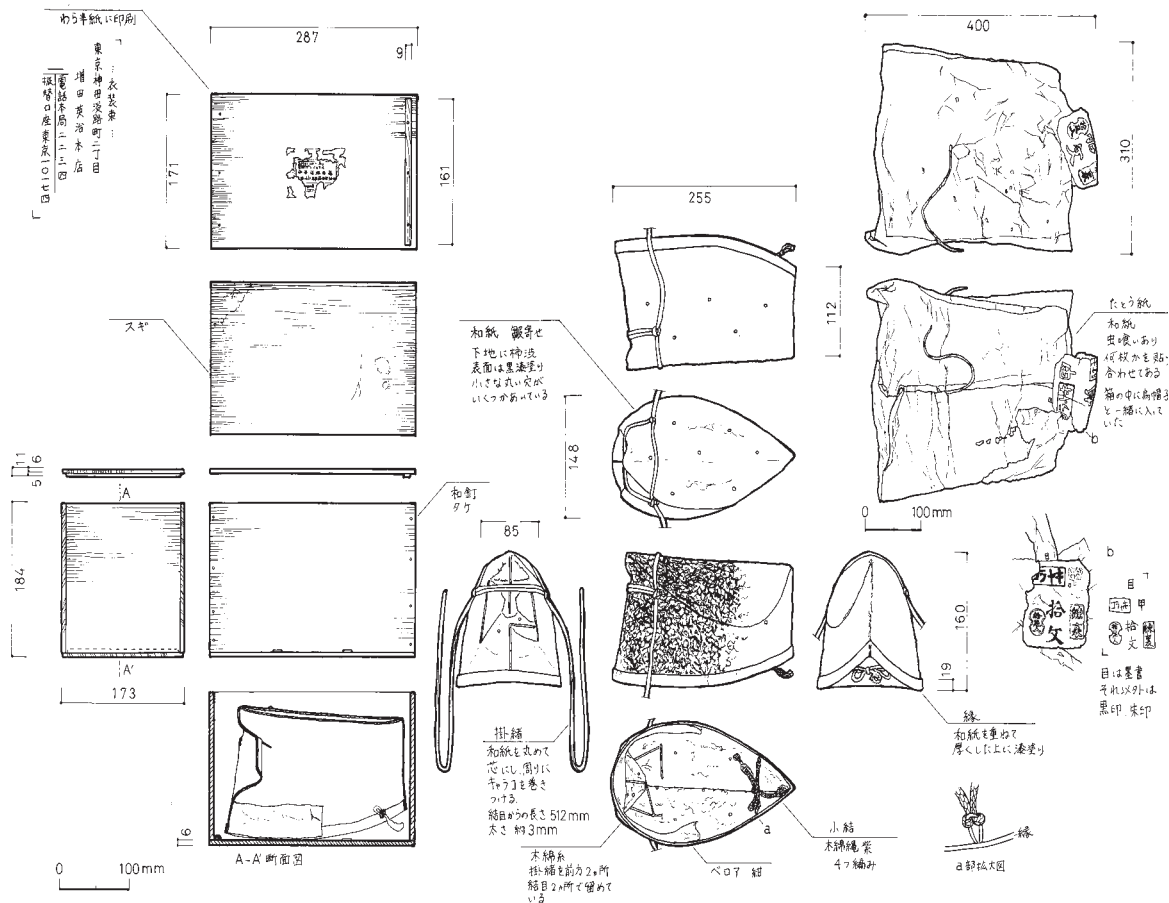 わら半紙に印刷
「…衣装束…
東京神田淡路町二丁目
増田英治本店
電話本局二二三四
振替口座東京一〇一七四」
287
9
171
161
スギ
11
6
5
A
184
A'
173
和釘
タケ
6
A-A'断面図
0 100mm
255
112
和紙 皺寄せ
下地に柿渋
表面は黒漆塗り
小さな丸い穴が
いくつかあいている
148
85
160
19
掛緒
和紙を丸めて
芯にし、周りに
キャラコを巻き
つける
結目からの長さ 512mm
太さ 約3mm
木綿糸
掛緒を前方2ヶ所
結目2ヶ所で留めて
いる
a
ベロア 紺
小結
木綿縄 紫
4つ編み
縁
和紙を重ねて
厚くした上に漆塗り
縁
a部拡大図
400
310
たとう紙
和紙
虫喰いあり
何枚かを貼り
合わせてある
箱の中に烏帽子
と一緒に入って
いた
b
0 100mm
b
拾
文
「
目
甲
拾
文
」
目は墨書
それ以外は
黒印、朱印